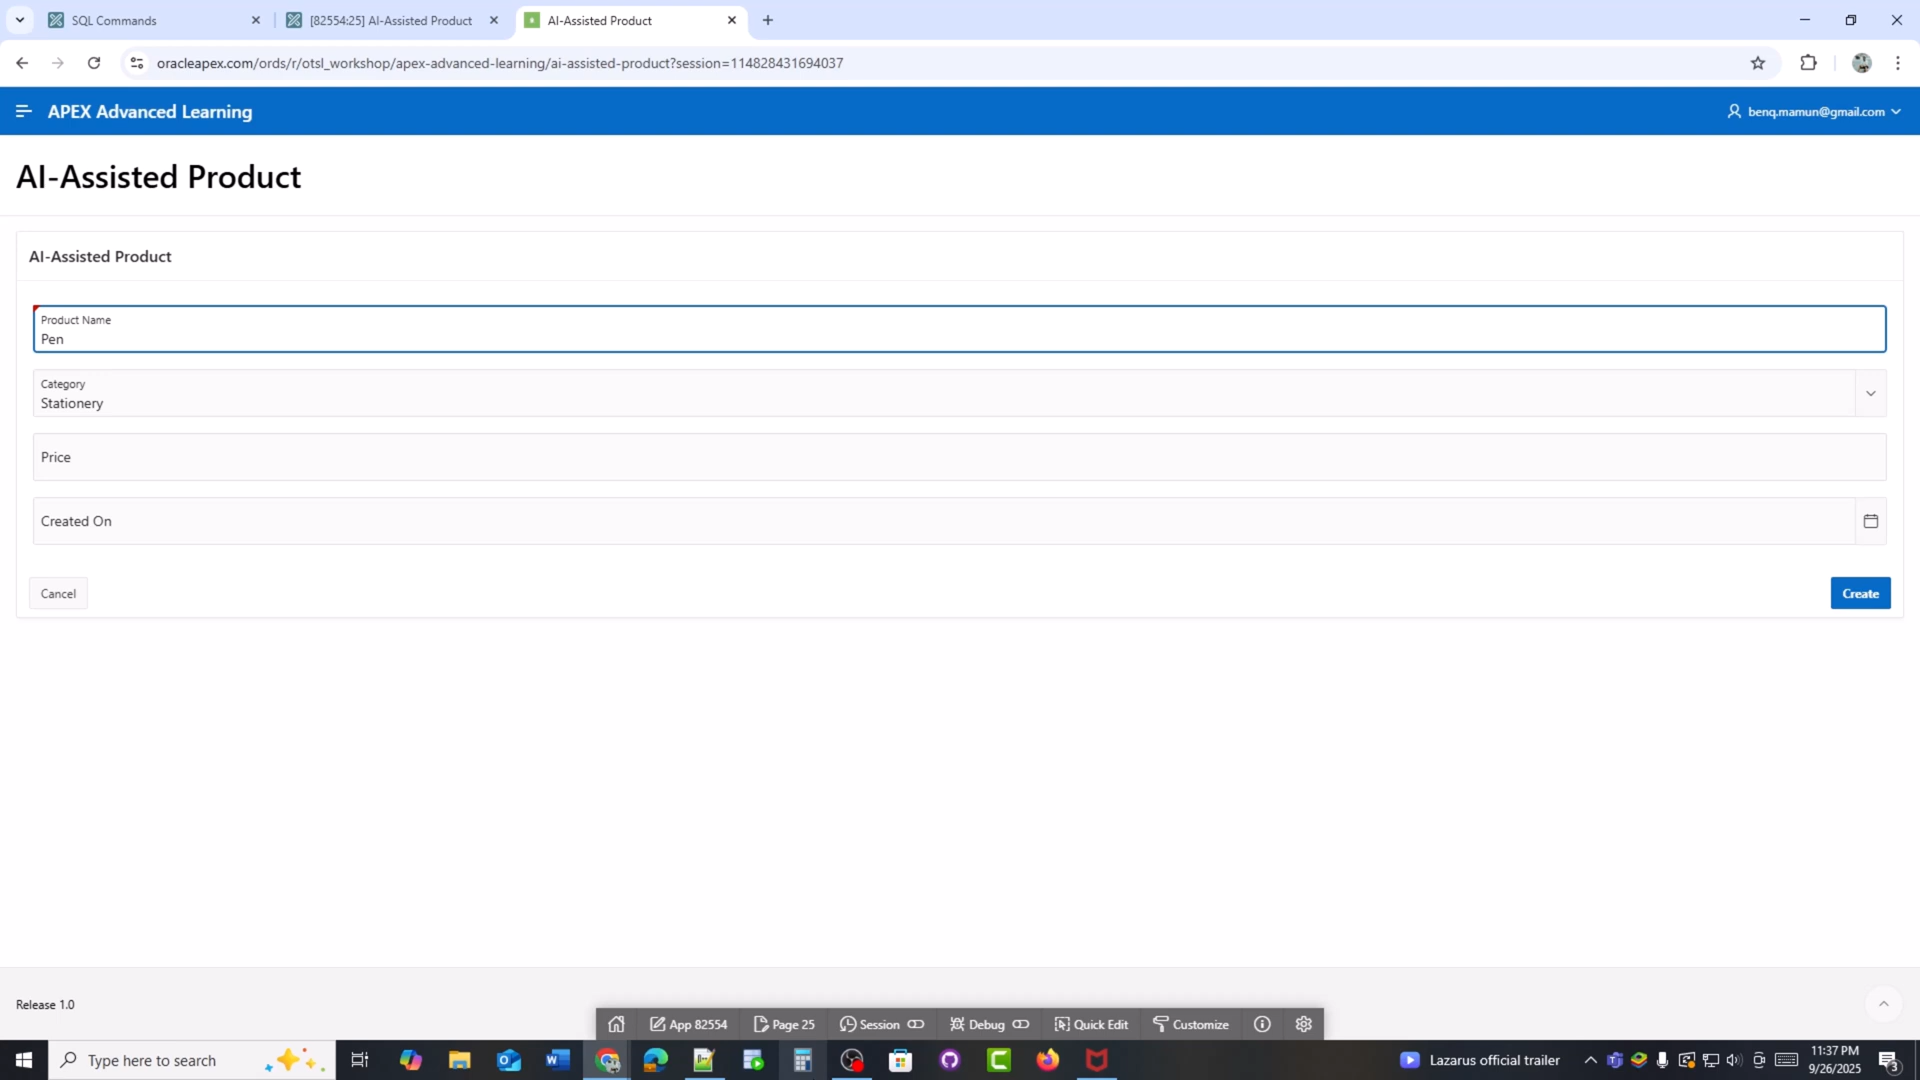 SQL Commands
[82554:25] AI-Assisted Product
AI-Assisted Product
oracleapex.com/ords/r/otsl_workshop/apex-advanced-learning/ai-assisted-product?session=114828431694037
APEX Advanced Learning
benq.mamun@gmail.com
AI-Assisted Product
AI-Assisted Product
Product Name
Pen
Category
Stationery
Price
Created On
Cancel
Create
Release 1.0
App 82554
Page 25
Session
Debug
Quick Edit
Customize
Type here to search
Lazarus official trailer
11:37 PM
9/26/2025
3